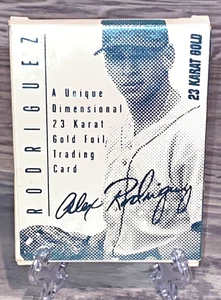 RODRIGUEZ
A Unique
Dimensional
23 Karat
Gold Foil
Trading
Card
23 KARAT GOLD
Alex Rodriguez